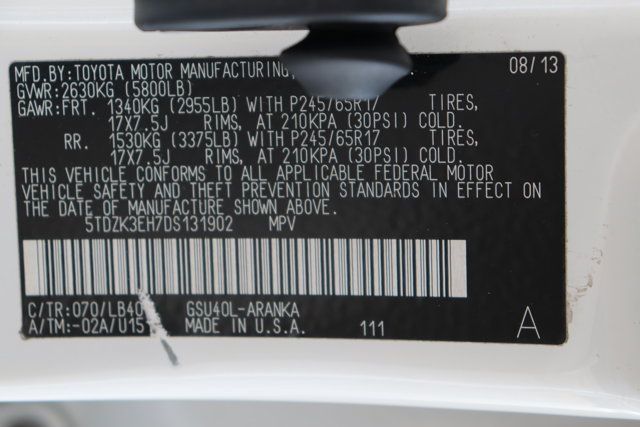 MFD.BY:TOYOTA MOTOR MANUFACTURING, 08/13
GVWR:2630KG (5800LB)
GAWR:FRT. 1340KG (2955LB) WITH P245/65R17 TIRES,
17X7.5J RIMS, AT 210KPA (30PSI) COLD.
RR. 1530KG (3375LB) WITH P245/65R17 TIRES,
17X7.5J RIMS, AT 210KPA (30PSI) COLD.
THIS VEHICLE CONFORMS TO ALL APPLICABLE FEDERAL MOTOR
VEHICLE SAFETY AND THEFT PREVENTION STANDARDS IN EFFECT ON
THE DATE OF MANUFACTURE SHOWN ABOVE.
5TDZK3EH7DS131902 MPV
C/TR:070/LB40 GSU40L-ARANKA
A/TM:-02A/U151 MADE IN U.S.A. 111 A